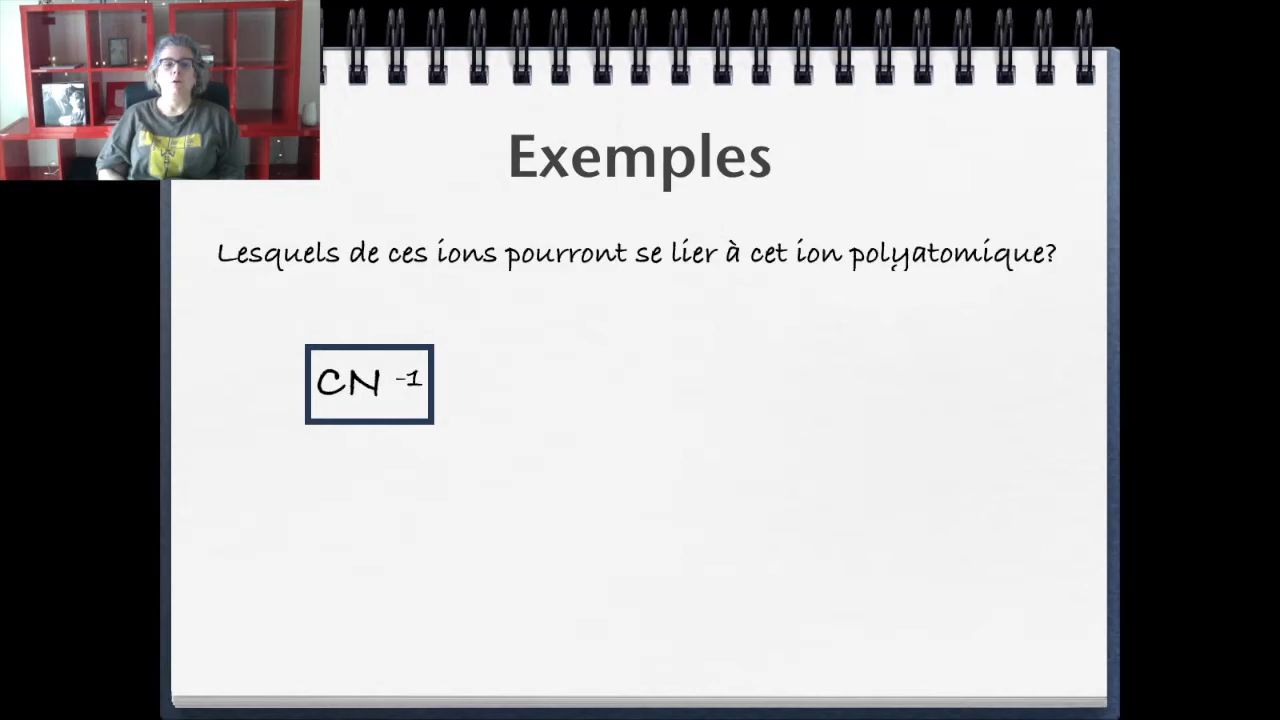 Exemples
Lesquels de ces ions pourront se lier à cet ion polyatomique?
CN -1